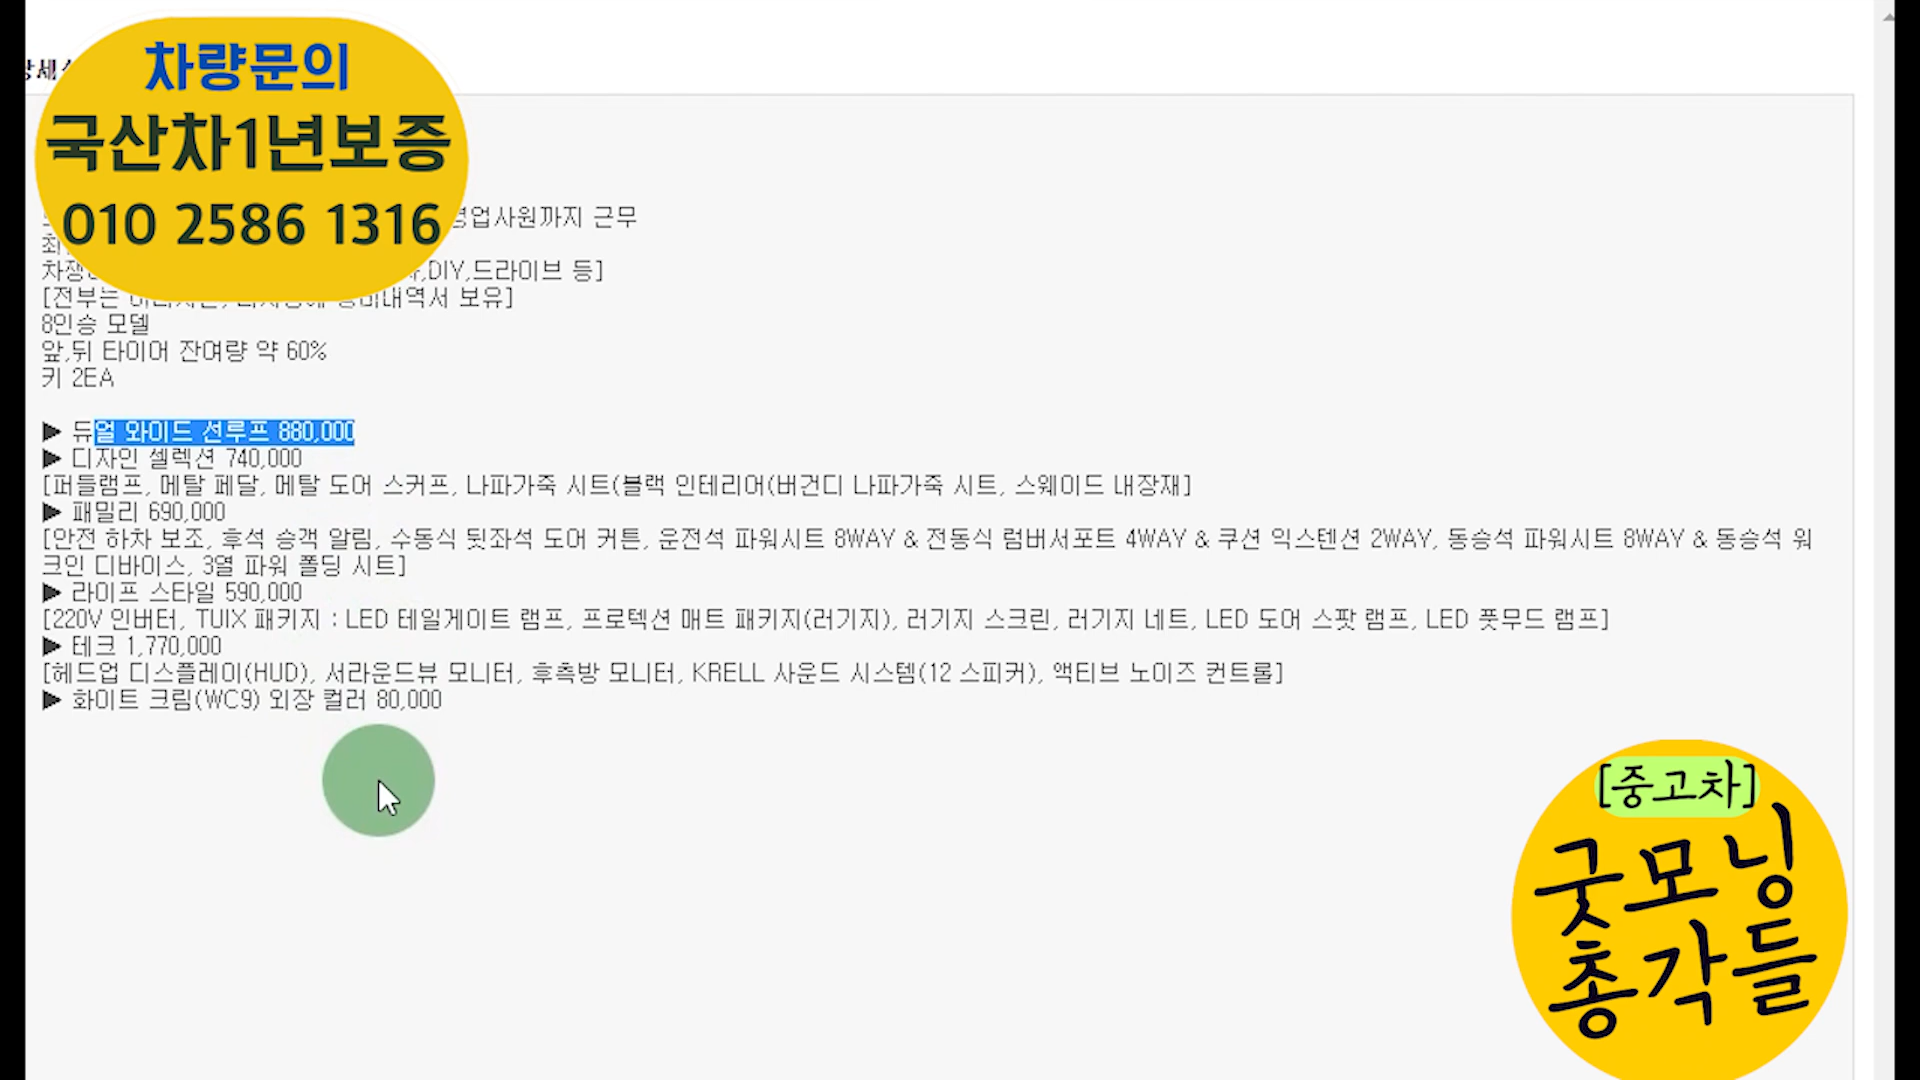 차량문의
국산차1년보증
010 2586 1316
영업사원까지 근무
최
,DIY,드라이브 등]
[전부는 보유]
8인승 모델
앞,뒤 타이어 잔여량 약 60%
키 2EA
▶ 듀얼 와이드 선루프 880,000
▶ 디자인 셀렉션 740,000
[퍼들램프, 메탈 페달, 메탈 도어 스커프, 나파가죽 시트(블랙 인테리어(버건디 나파가죽 시트, 스웨이드 내장재]
▶ 패밀리 690,000
[안전 하차 보조, 후석 승객 알림, 수동식 뒷좌석 도어 커튼, 운전석 파워시트 8WAY & 전동식 럼버서포트 4WAY & 쿠션 익스텐션 2WAY, 동승석 파워시트 8WAY & 동승석 워
크인 디바이스, 3열 파워 폴딩 시트]
▶ 라이프 스타일 590,000
[220V 인버터, TUIX 패키지 : LED 테일게이트 램프, 프로텍션 매트 패키지(러기지), 러기지 스크린, 러기지 네트, LED 도어 스팟 램프, LED 풋무드 램프]
▶ 테크 1,770,000
[헤드업 디스플레이(HUD), 서라운드뷰 모니터, 후측방 모니터, KRELL 사운드 시스템(12 스피커), 액티브 노이즈 컨트롤]
▶ 화이트 크림(WC9) 외장 컬러 80,000
[중고차]
굿모닝
총각들